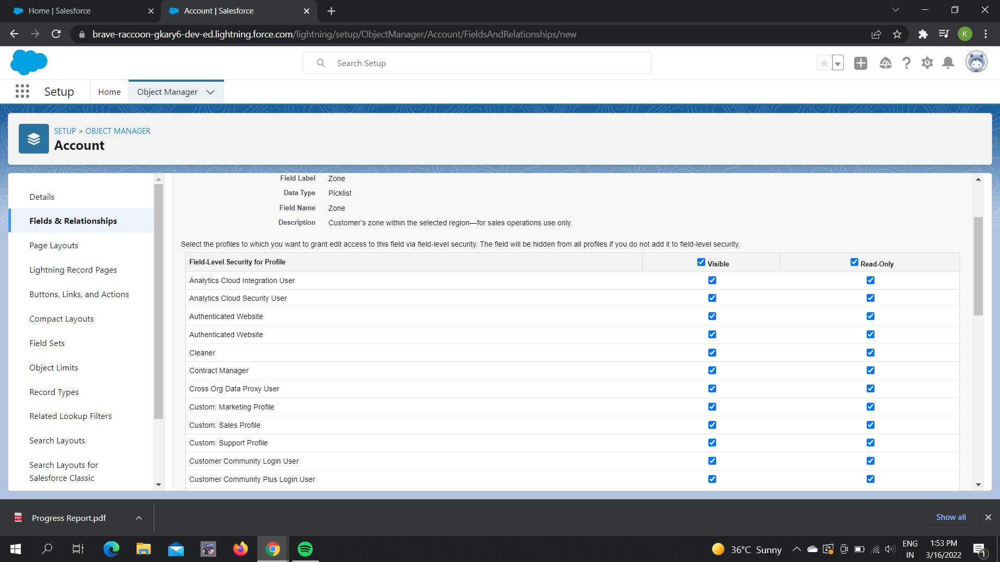 Home | Salesforce
Account | Salesforce
brave-raccoon-gkary6-dev-ed.lightning.force.com/lightning/setup/ObjectManager/Account/FieldsAndRelationships/new
K
Search Setup
Setup
Home
Object Manager
SETUP > OBJECT MANAGER
Account
Details
Fields & Relationships
Page Layouts
Lightning Record Pages
Buttons, Links, and Actions
Compact Layouts
Field Sets
Object Limits
Record Types
Related Lookup Filters
Search Layouts
Search Layouts for
Salesforce Classic
Field Label Zone
Data Type Picklist
Field Name Zone
Description Customer’s zone within the selected region—for sales operations use only.
Select the profiles to which you want to grant edit access to this field via field-level security. The field will be hidden from all profiles if you do not add it to field-level security.
Field-Level Security for Profile Visible Read-Only
Analytics Cloud Integration User
Analytics Cloud Security User
Authenticated Website
Authenticated Website
Cleaner
Contract Manager
Cross Org Data Proxy User
Custom: Marketing Profile
Custom: Sales Profile
Custom: Support Profile
Customer Community Login User
Customer Community Plus Login User
PDF
Progress Report.pdf
Show all
36°C Sunny
ENG
IN
1:53 PM
3/16/2022
1